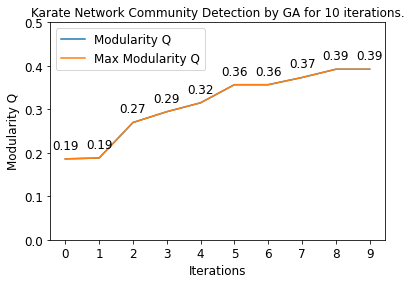 Karate Network Community Detection by GA for 10 iterations.
0.5
0.4
0.3
0.2
0.1
0.0
Modularity Q
Modularity Q
Max Modularity Q
0.19
0.19
0.27
0.29
0.32
0.36
0.36
0.37
0.39
0.39
0 1 2 3 4 5 6 7 8 9
Iterations